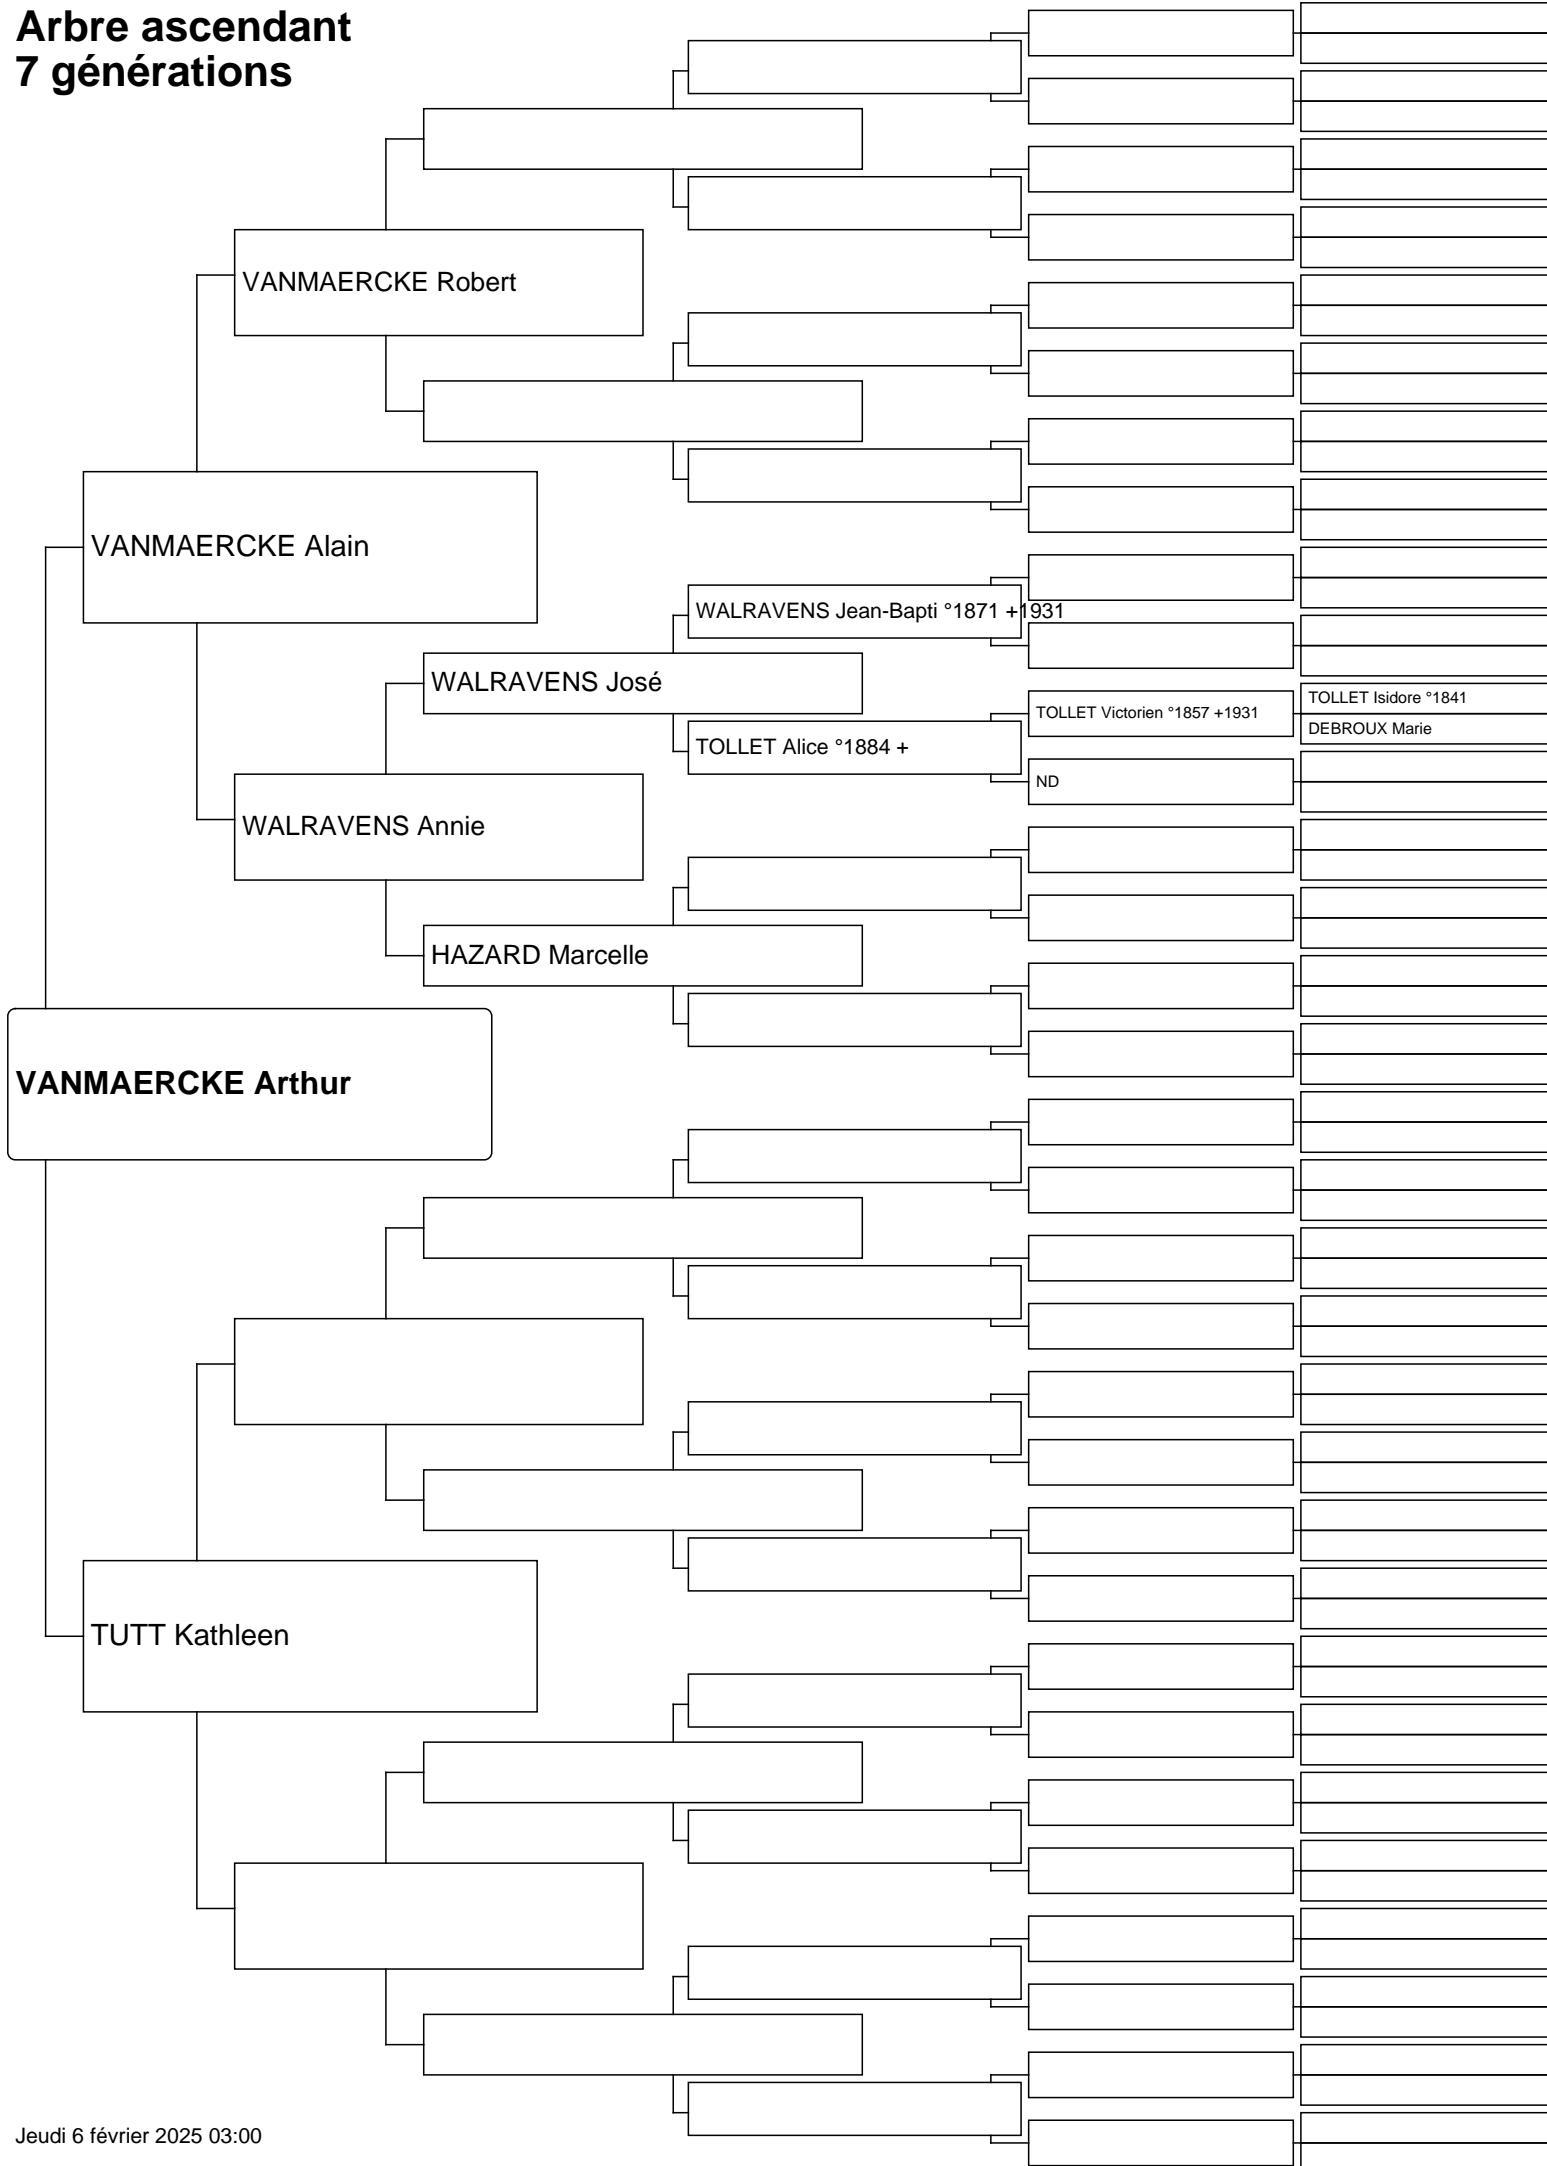 Arbre ascendant
7 générations
VANMAERCKE Robert
VANMAERCKE Alain
WALRAVENS Jean-Bapti °1871 +1931
WALRAVENS José
TOLLET Isidore °1841
TOLLET Victorien °1857 +1931
DEBROUX Marie
TOLLET Alice °1884 +
ND
WALRAVENS Annie
HAZARD Marcelle
VANMAERCKE Arthur
TUTT Kathleen
Jeudi 6 février 2025 03:00